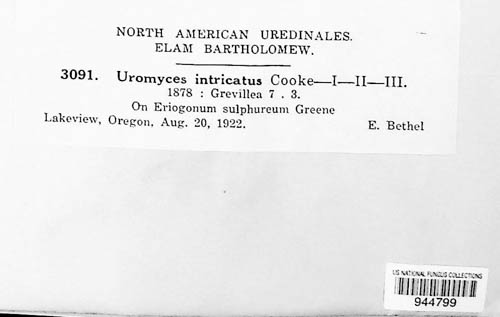 NORTH AMERICAN UREDINALES.
ELAM BARTHOLOMEW.
3091. Uromyces intricatus Cooke—I—II—III.
1878 : Grevillea 7 . 3.
On Eriogonum sulphureum Greene
Lakeview, Oregon, Aug. 20, 1922. E. Bethel
US NATIONAL FUNGUS COLLECTIONS
944799